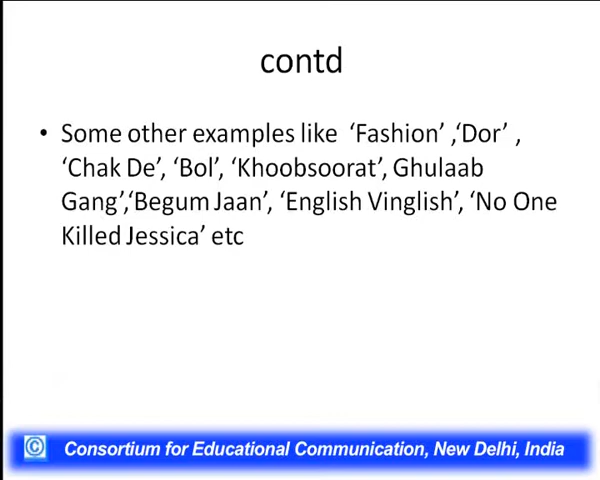 contd
• Some other examples like ‘Fashion’ ,‘Dor’ ,
‘Chak De’, ‘Bol’, ‘Khoobsoorat’, Ghulaab
Gang’,‘Begum Jaan’, ‘English Vinglish’, ‘No One
Killed Jessica’ etc
© Consortium for Educational Communication, New Delhi, India